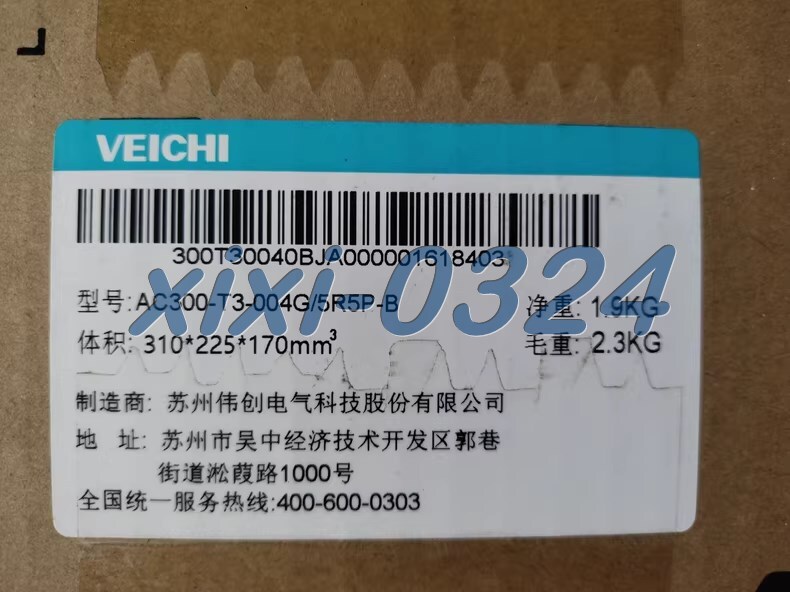 VEICHI
300T30040BJA000001618403
型号: AC300-T3-004G/5R5P-B 净重: 1.9KG
体积: 310*225*170mm³ 毛重: 2.3KG
制造商: 苏州伟创电气科技股份有限公司
地 址: 苏州市吴中经济技术开发区郭巷
街道淞葭路1000号
全国统一服务热线:400-600-0303
xixi 0324